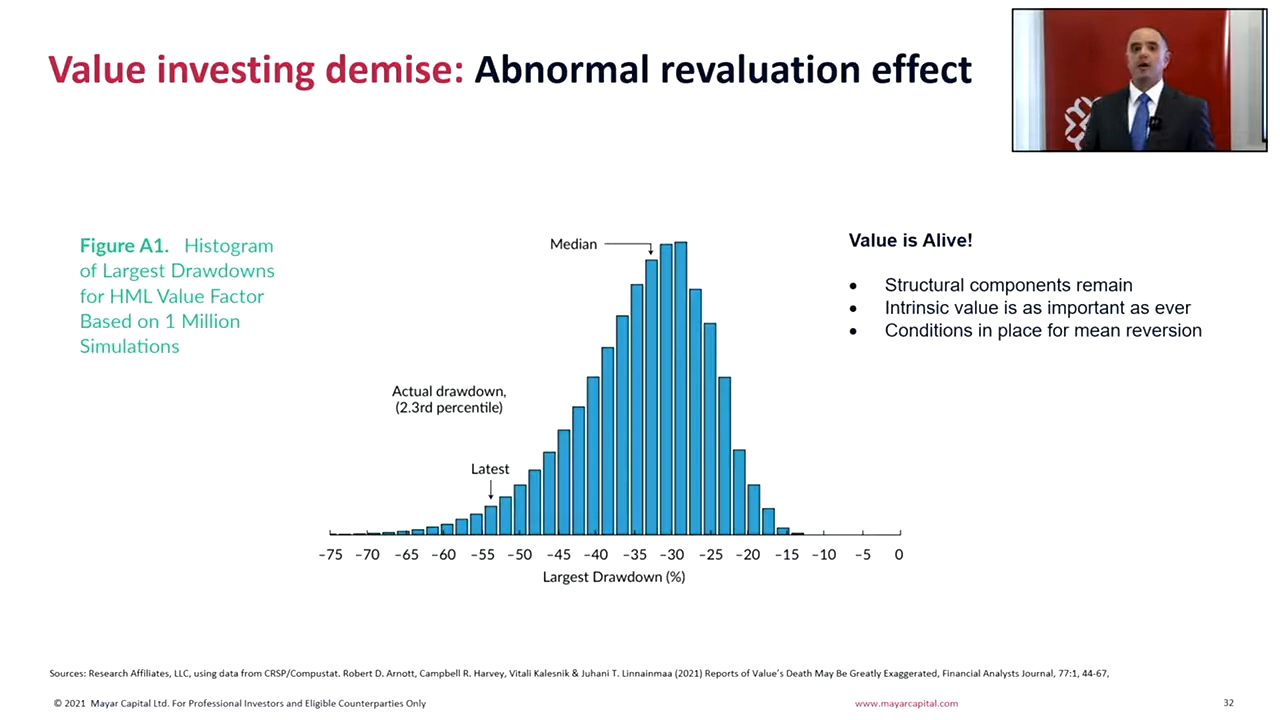 Value investing demise: Abnormal revaluation effect
Figure A1. Histogram
of Largest Drawdowns
for HML Value Factor
Based on 1 Million
Simulations
Median
Actual drawdown,
(2.3rd percentile)
Latest
–75 –70 –65 –60 –55 –50 –45 –40 –35 –30 –25 –20 –15 –10 –5 0
Largest Drawdown (%)
Value is Alive!
• Structural components remain
• Intrinsic value is as important as ever
• Conditions in place for mean reversion
Sources: Research Affiliates, LLC, using data from CRSP/Compustat. Robert D. Arnott, Campbell R. Harvey, Vitali Kalesnik & Juhani T. Linnainmaa (2021) Reports of Value's Death May Be Greatly Exaggerated, Financial Analysts Journal, 77:1, 44-67,
© 2021 Mayar Capital Ltd. For Professional Investors and Eligible Counterparties Only
www.mayarcapital.com
32